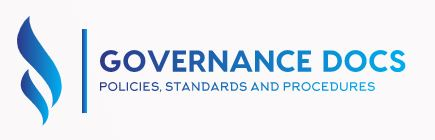 GOVERNANCE DOCS
POLICIES, STANDARDS AND PROCEDURES